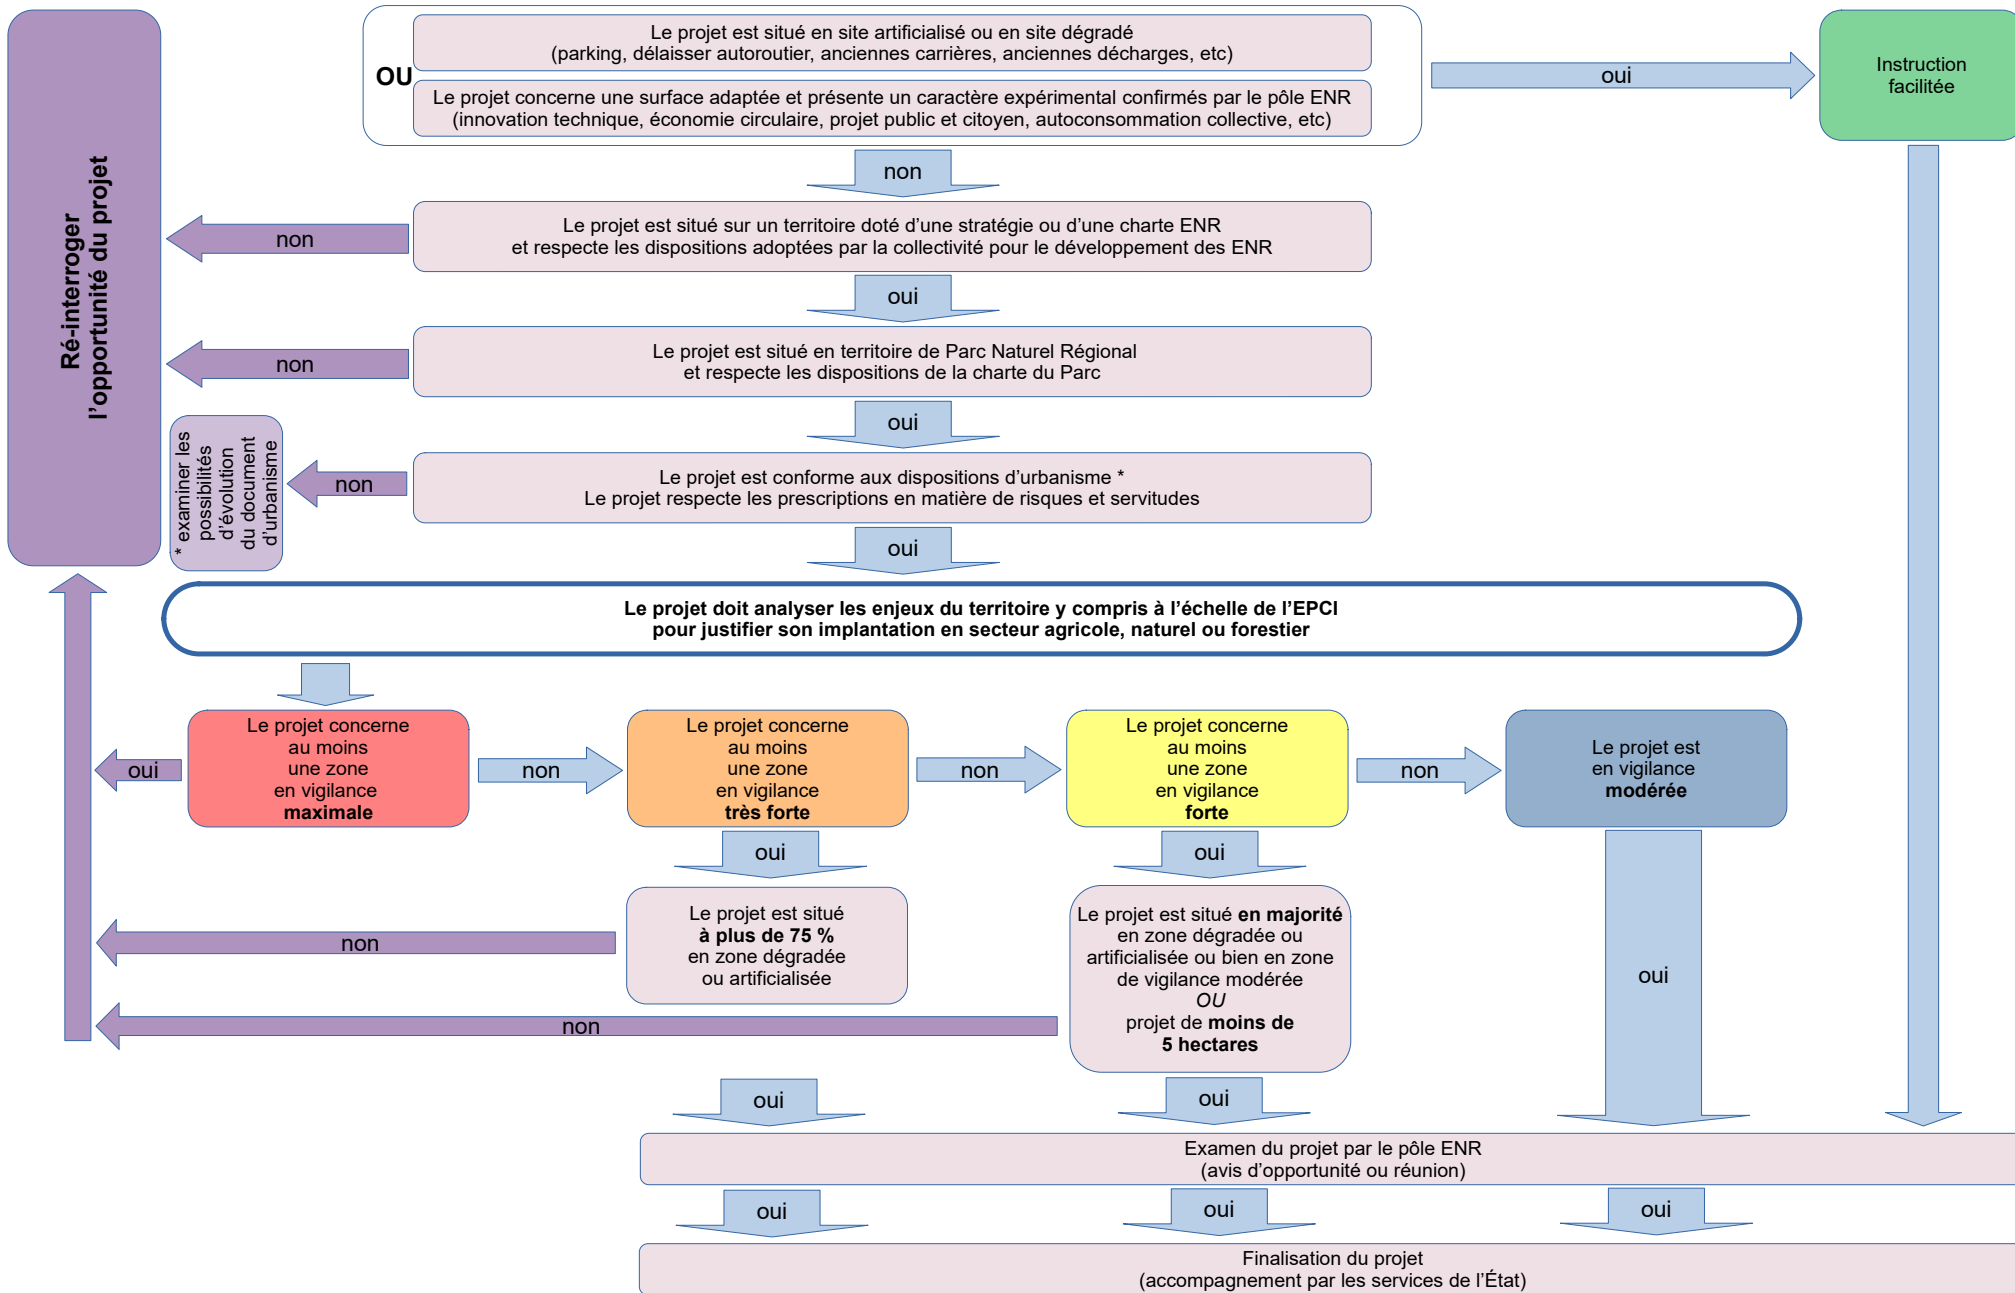 Ré-interroger
l'opportunité du projet
OU
Le projet est situé en site artificialisé ou en site dégradé
(parking, délaisser autoroutier, anciennes carrières, anciennes décharges, etc)
Le projet concerne une surface adaptée et présente un caractère expérimental confirmés par le pôle ENR
(innovation technique, économie circulaire, projet public et citoyen, autoconsommation collective, etc)
oui
Instruction
facilitée
non
non
Le projet est situé sur un territoire doté d'une stratégie ou d'une charte ENR
et respecte les dispositions adoptées par la collectivité pour le développement des ENR
oui
non
Le projet est situé en territoire de Parc Naturel Régional
et respecte les dispositions de la charte du Parc
oui
* examiner les
possibilités
d'évolution
du document
d'urbanisme
non
Le projet est conforme aux dispositions d'urbanisme *
Le projet respecte les prescriptions en matière de risques et servitudes
oui
Le projet doit analyser les enjeux du territoire y compris à l'échelle de l'EPCI
pour justifier son implantation en secteur agricole, naturel ou forestier
oui
Le projet concerne
au moins
une zone
en vigilance
maximale
non
Le projet concerne
au moins
une zone
en vigilance
très forte
non
Le projet concerne
au moins
une zone
en vigilance
forte
non
Le projet est
en vigilance
modérée
oui
oui
non
Le projet est situé
à plus de 75 %
en zone dégradée
ou artificialisée
Le projet est situé en majorité
en zone dégradée ou
artificialisée ou bien en zone
de vigilance modérée
OU
projet de moins de
5 hectares
oui
non
oui
oui
Examen du projet par le pôle ENR
(avis d'opportunité ou réunion)
oui
oui
oui
Finalisation du projet
(accompagnement par les services de l'État)